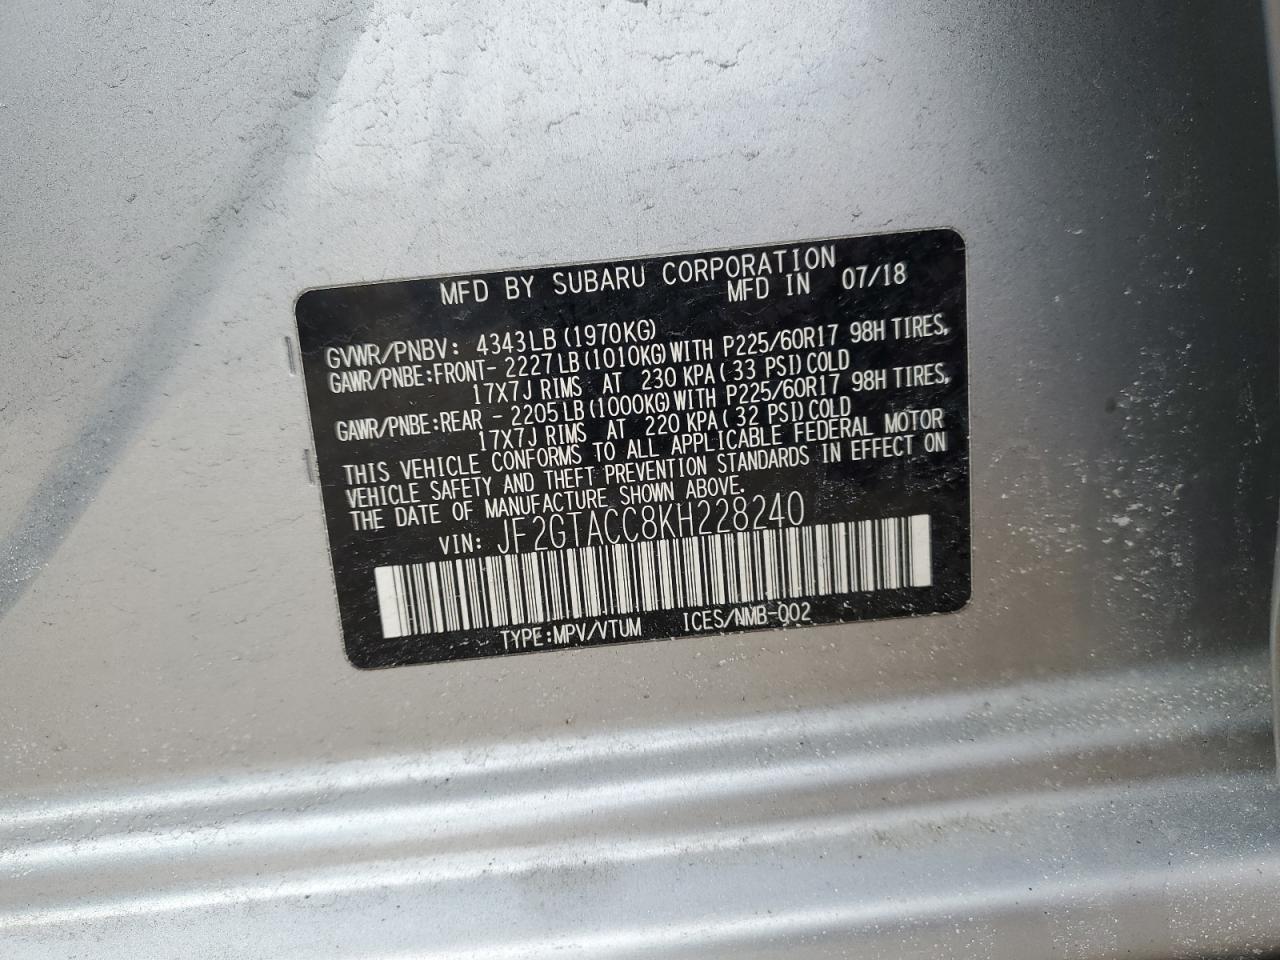 MFD BY SUBARU CORPORATION
MFD IN 07/18
GVWR/PNBV: 4343LB (1970KG)
GAWR/PNBE:FRONT- 2227LB (1010KG) WITH P225/60R17 98H TIRES,
17X7J RIMS AT 230 KPA (33 PSI) COLD
GAWR/PNBE:REAR - 2205LB (1000KG) WITH P225/60R17 98H TIRES,
17X7J RIMS AT 220 KPA (32 PSI) COLD
THIS VEHICLE CONFORMS TO ALL APPLICABLE FEDERAL MOTOR
VEHICLE SAFETY AND THEFT PREVENTION STANDARDS IN EFFECT ON
THE DATE OF MANUFACTURE SHOWN ABOVE.
VIN: JF2GTACC8KH228240
TYPE:MPV/VTUM ICES/NMB-002